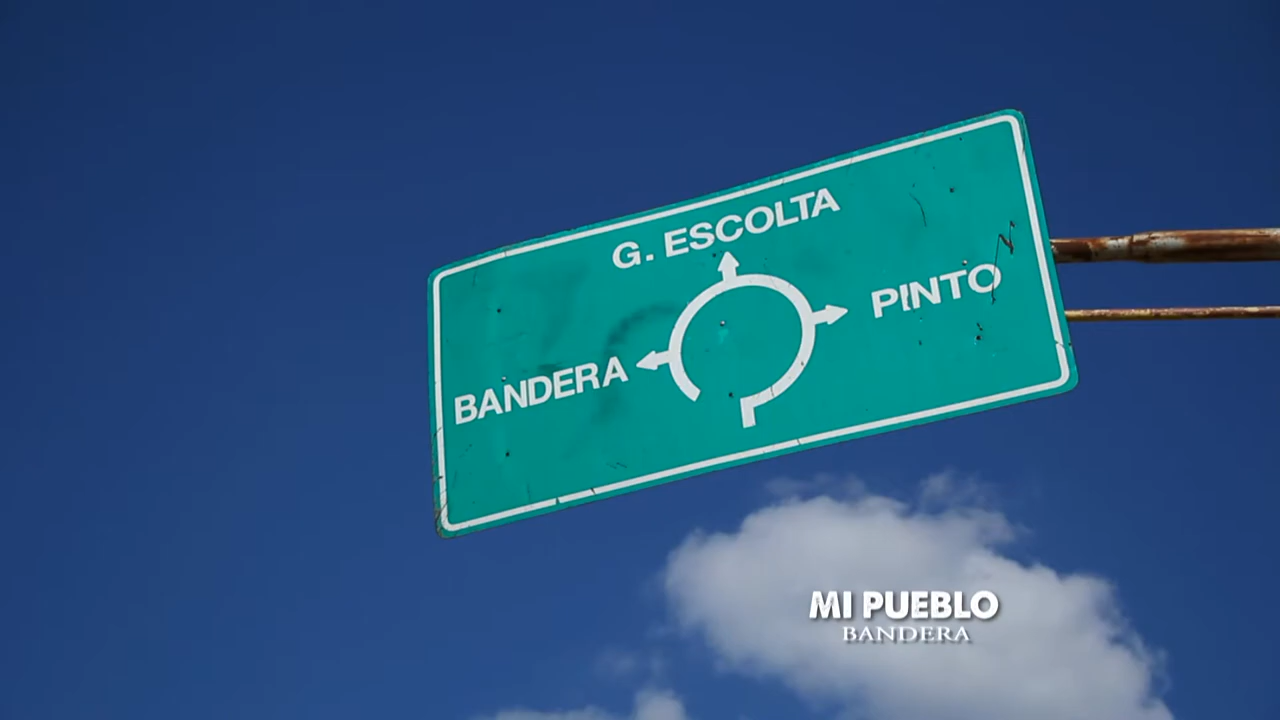 G. ESCOLTA
PINTO
BANDERA
MI PUEBLO
BANDERA